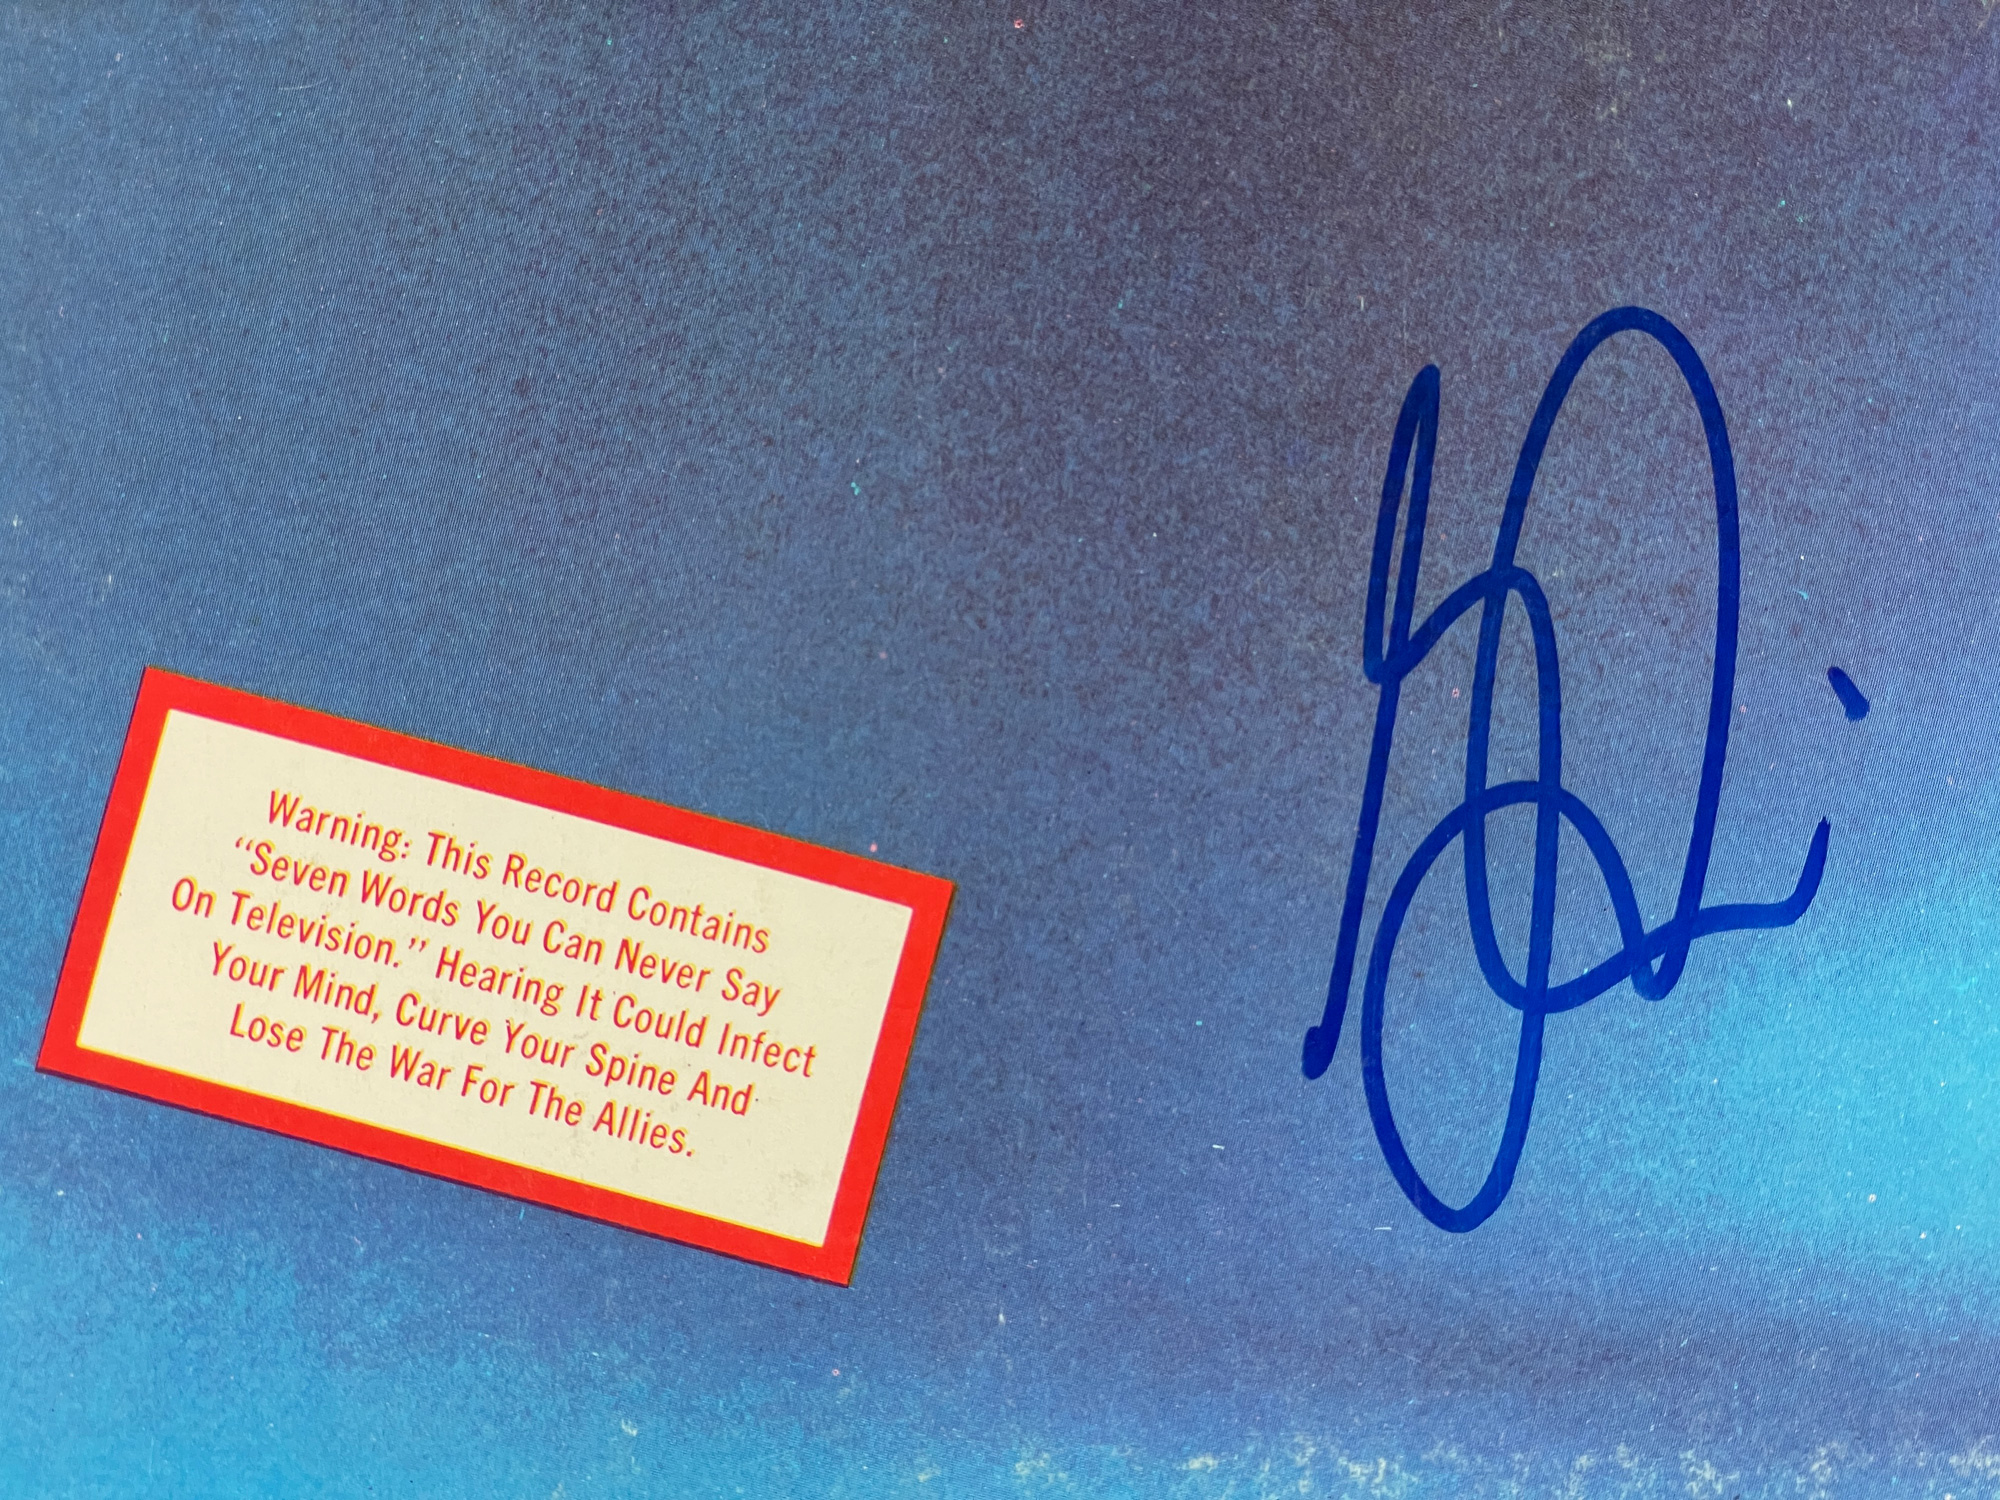 Warning: This Record Contains
“Seven Words You Can Never Say
On Television.” Hearing It Could Infect
Your Mind, Curve Your Spine And
Lose The War For The Allies.